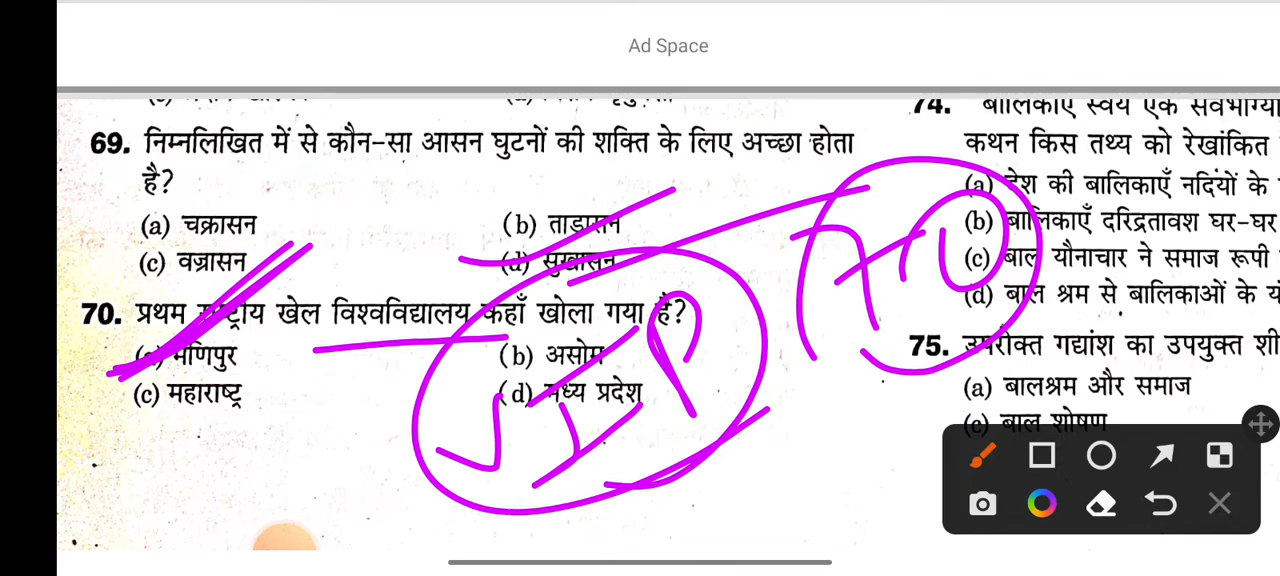 Ad Space
69. निम्नलिखित में से कौन-सा आसन घुटनों की शक्ति के लिए अच्छा होता
है?
(a) चक्रासन (b) ताड़ासन
(c) वज्रासन (d) सुखासन
70. प्रथम राष्ट्रीय खेल विश्वविद्यालय कहाँ खोला गया है?
(a) मणिपुर (b) असोम
(c) महाराष्ट्र (d) मध्य प्रदेश
74. बालिकाएँ स्वयं एक
कथन किस तथ्य को रेखांकित
(a) देश की बालिकाएँ नदियों के
(b) बालिकाएँ दरिद्रतावश घर-घर
(c) बाल यौनाचार ने समाज रूपी
(d) बाल श्रम से बालिकाओं के
75. उपरोक्त गद्यांश का उपयुक्त
(a) बालश्रम और समाज
(c) बाल शोषण